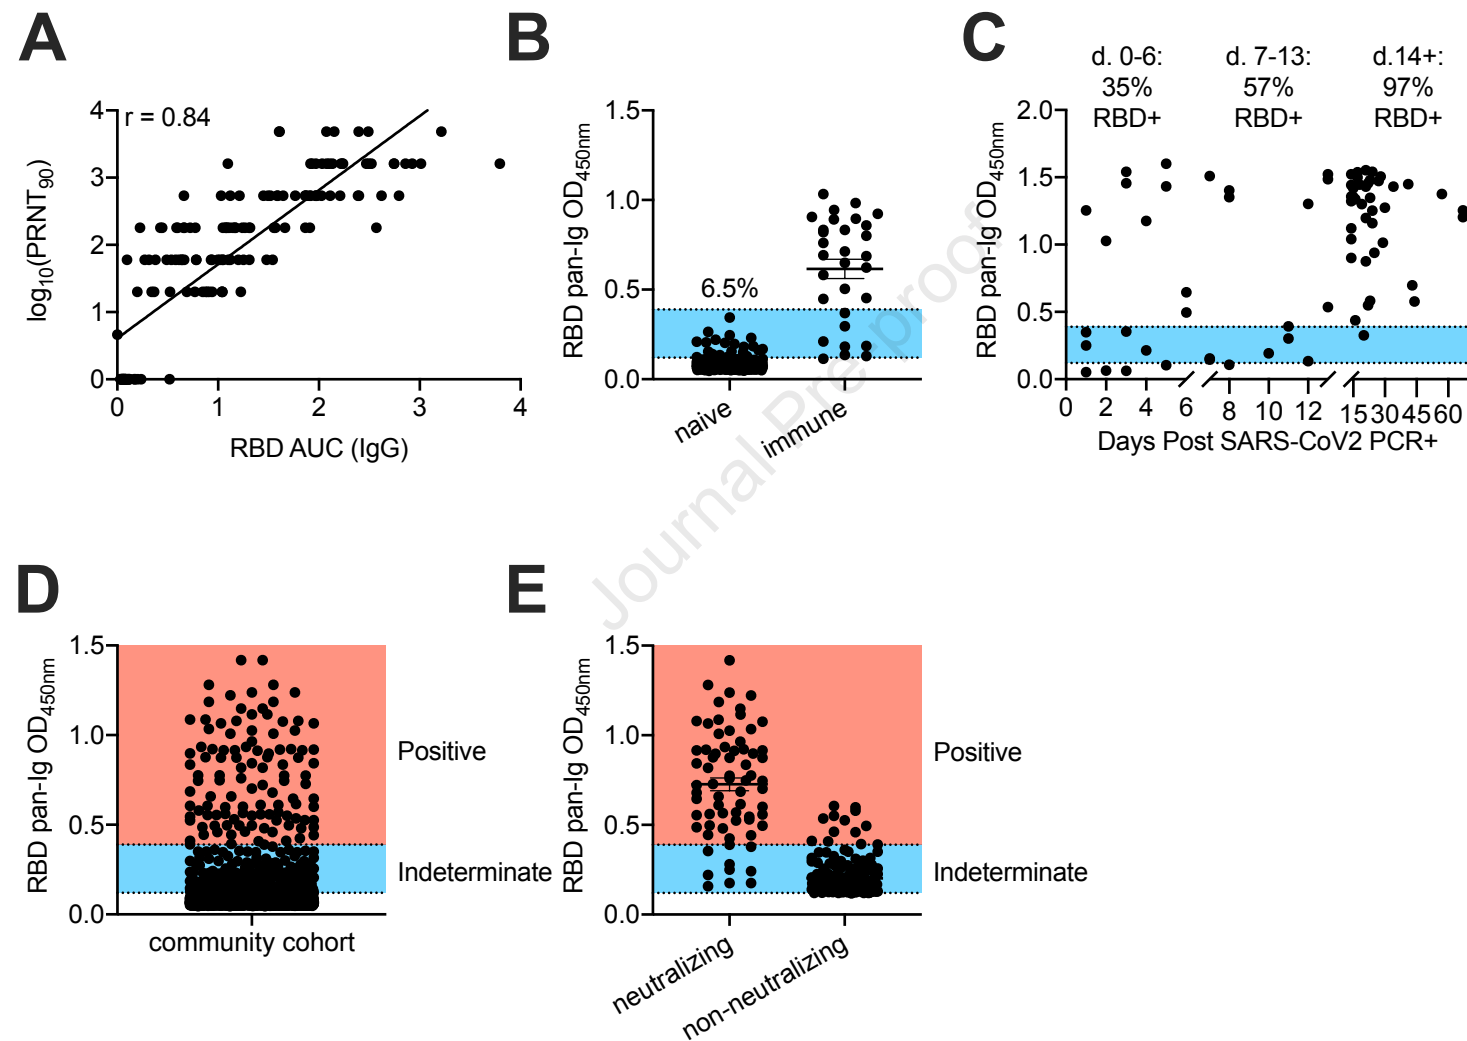 A
r = 0.84
log10(PRNT90)
4
3
2
1
0
0 1 2 3 4
RBD AUC (IgG)
B
RBD pan-Ig OD450nm
1.5
1.0
0.5
0.0
6.5%
naive
immune
C
d. 0-6:
35%
RBD+
d. 7-13:
57%
RBD+
d.14+:
97%
RBD+
RBD pan-Ig OD450nm
2.0
1.5
1.0
0.5
0.0
0 2 4 6 8 10 12 15 30 45 60
Days Post SARS-CoV2 PCR+
Journal Pre-proof
D
RBD pan-Ig OD450nm
1.5
1.0
0.5
0.0
Positive
Indeterminate
community cohort
E
RBD pan-Ig OD450nm
1.5
1.0
0.5
0.0
Positive
Indeterminate
neutralizing
non-neutralizing